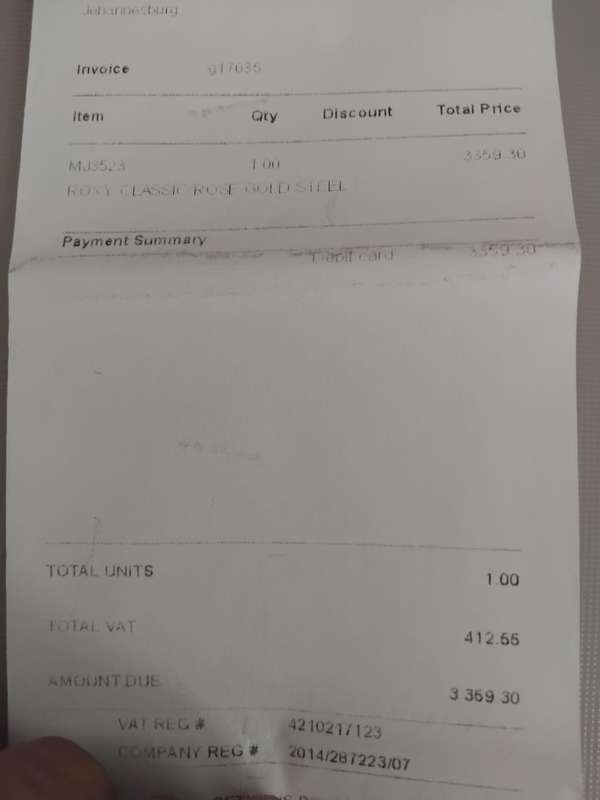 Johannesburg
Invoice g17035
Item Qty Discount Total Price
MJ3523 1.00 3359.30
ROXY CLASSIC ROSE GOLD STEEL
Payment Summary
Debit card 3359.30
TOTAL UNITS 1.00
TOTAL VAT 412.55
AMOUNT DUE 3 359 30
VAT REG # 4210217123
COMPANY REG # 2014/287223/07